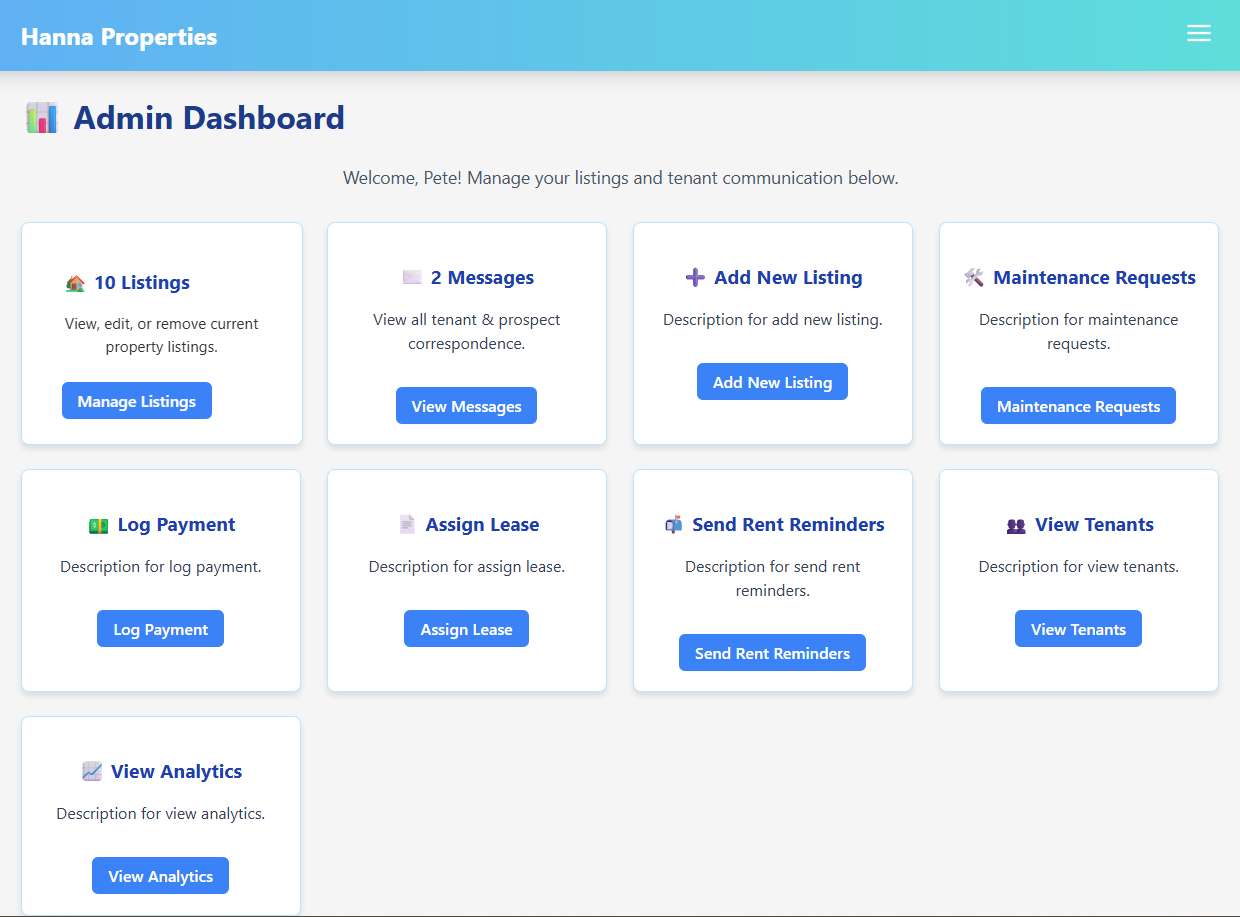 Hanna Properties
Admin Dashboard
Welcome, Pete! Manage your listings and tenant communication below.
10 Listings
View, edit, or remove current
property listings.
Manage Listings
2 Messages
View all tenant & prospect
correspondence.
View Messages
Add New Listing
Description for add new listing.
Add New Listing
Maintenance Requests
Description for maintenance
requests.
Maintenance Requests
Log Payment
Description for log payment.
Log Payment
Assign Lease
Description for assign lease.
Assign Lease
Send Rent Reminders
Description for send rent
reminders.
Send Rent Reminders
View Tenants
Description for view tenants.
View Tenants
View Analytics
Description for view analytics.
View Analytics